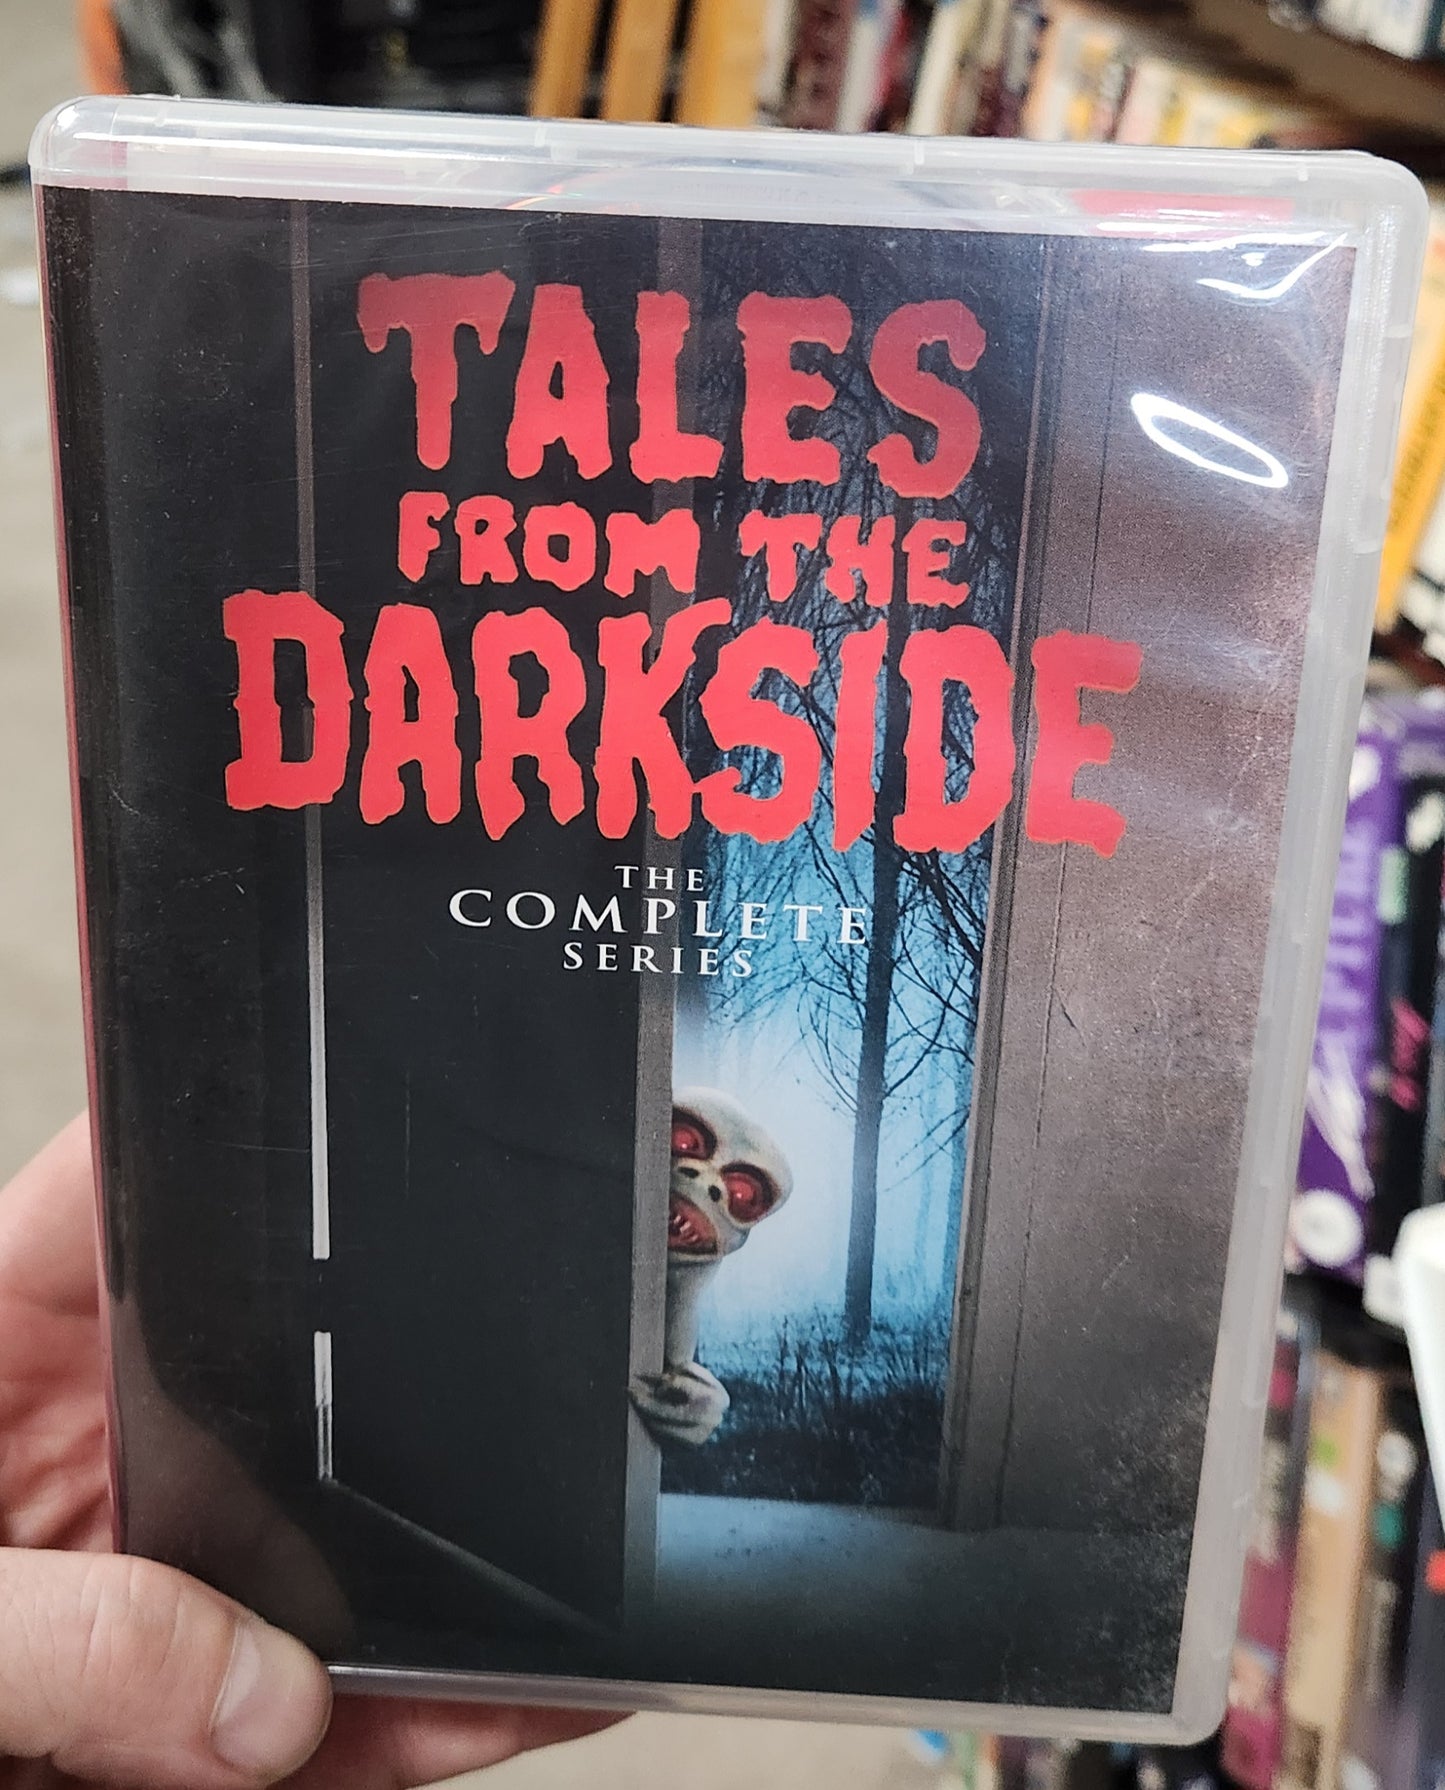 TALES
FROM THE
DARKSIDE
THE
COMPLETE
SERIES